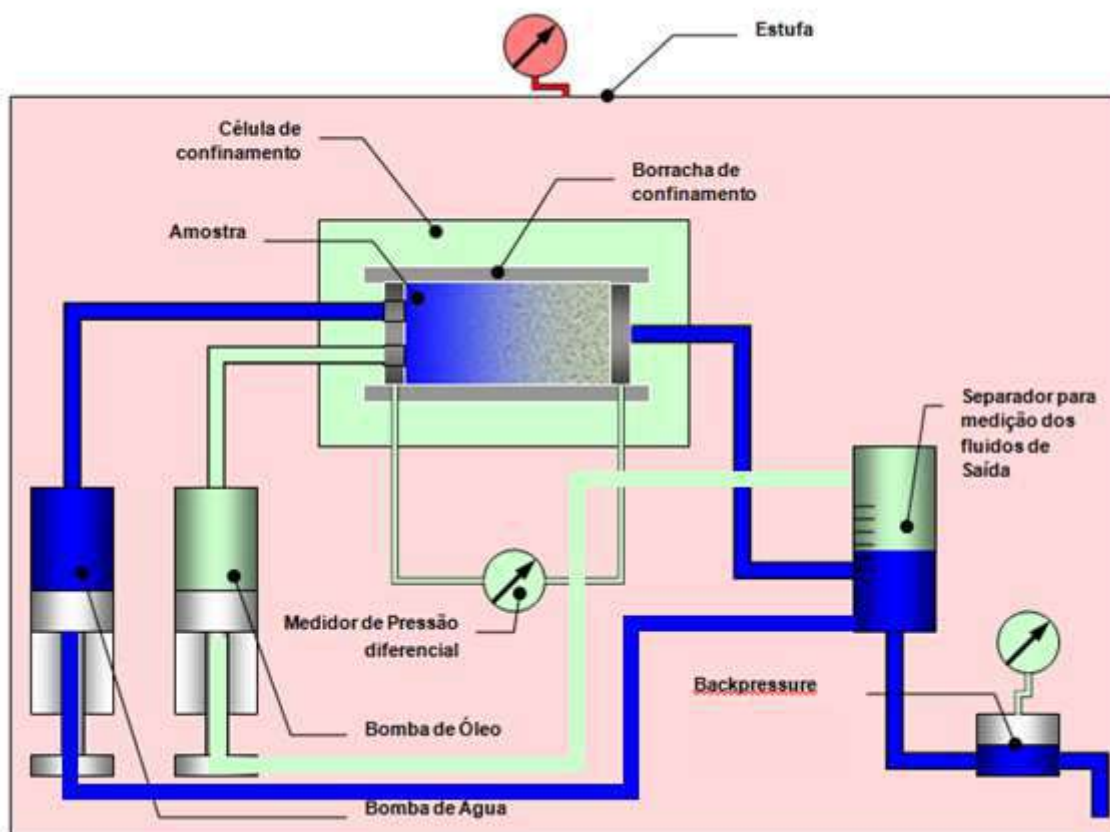 Estufa
Célula de
confinamento
Borracha de
confinamento
Amostra
Separador para
medição dos
fluidos de
Saída
Medidor de Pressão
diferencial
Backpressure
Bomba de Óleo
Bomba de Água